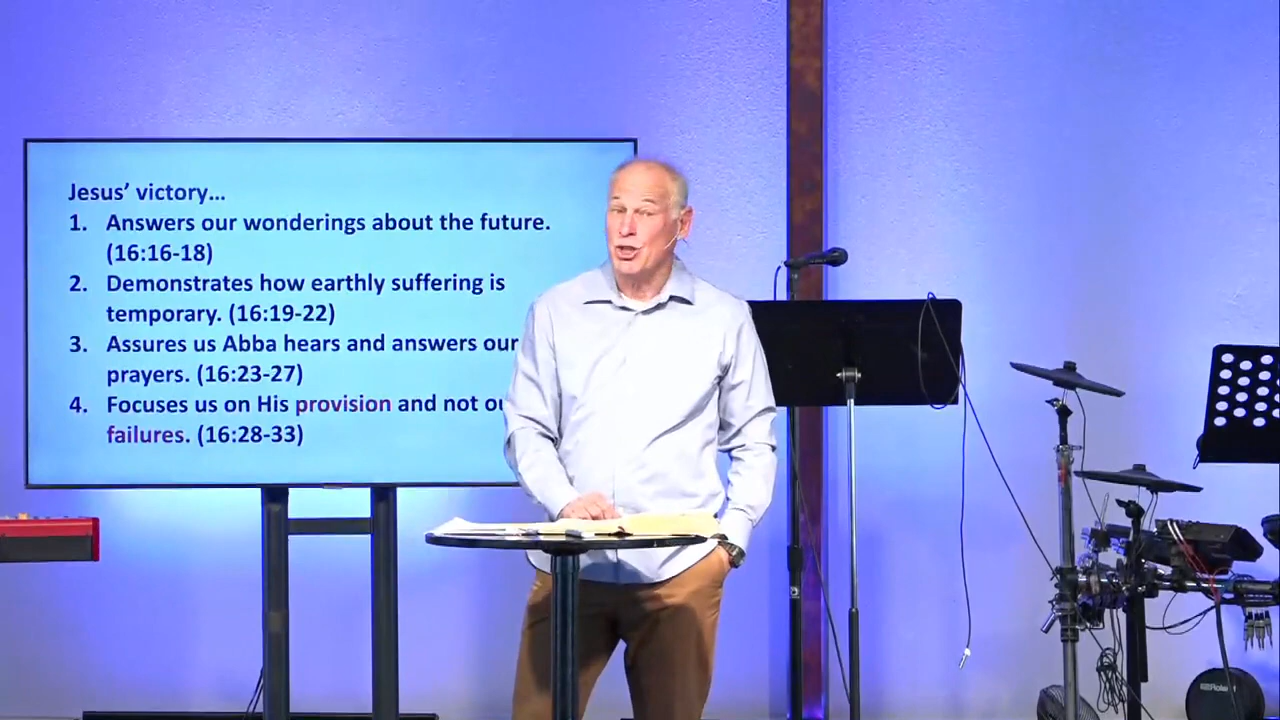 Jesus’ victory…
1. Answers our wonderings about the future.
(16:16-18)
2. Demonstrates how earthly suffering is
temporary. (16:19-22)
3. Assures us Abba hears and answers our
prayers. (16:23-27)
4. Focuses us on His provision and not
failures. (16:28-33)
Roland